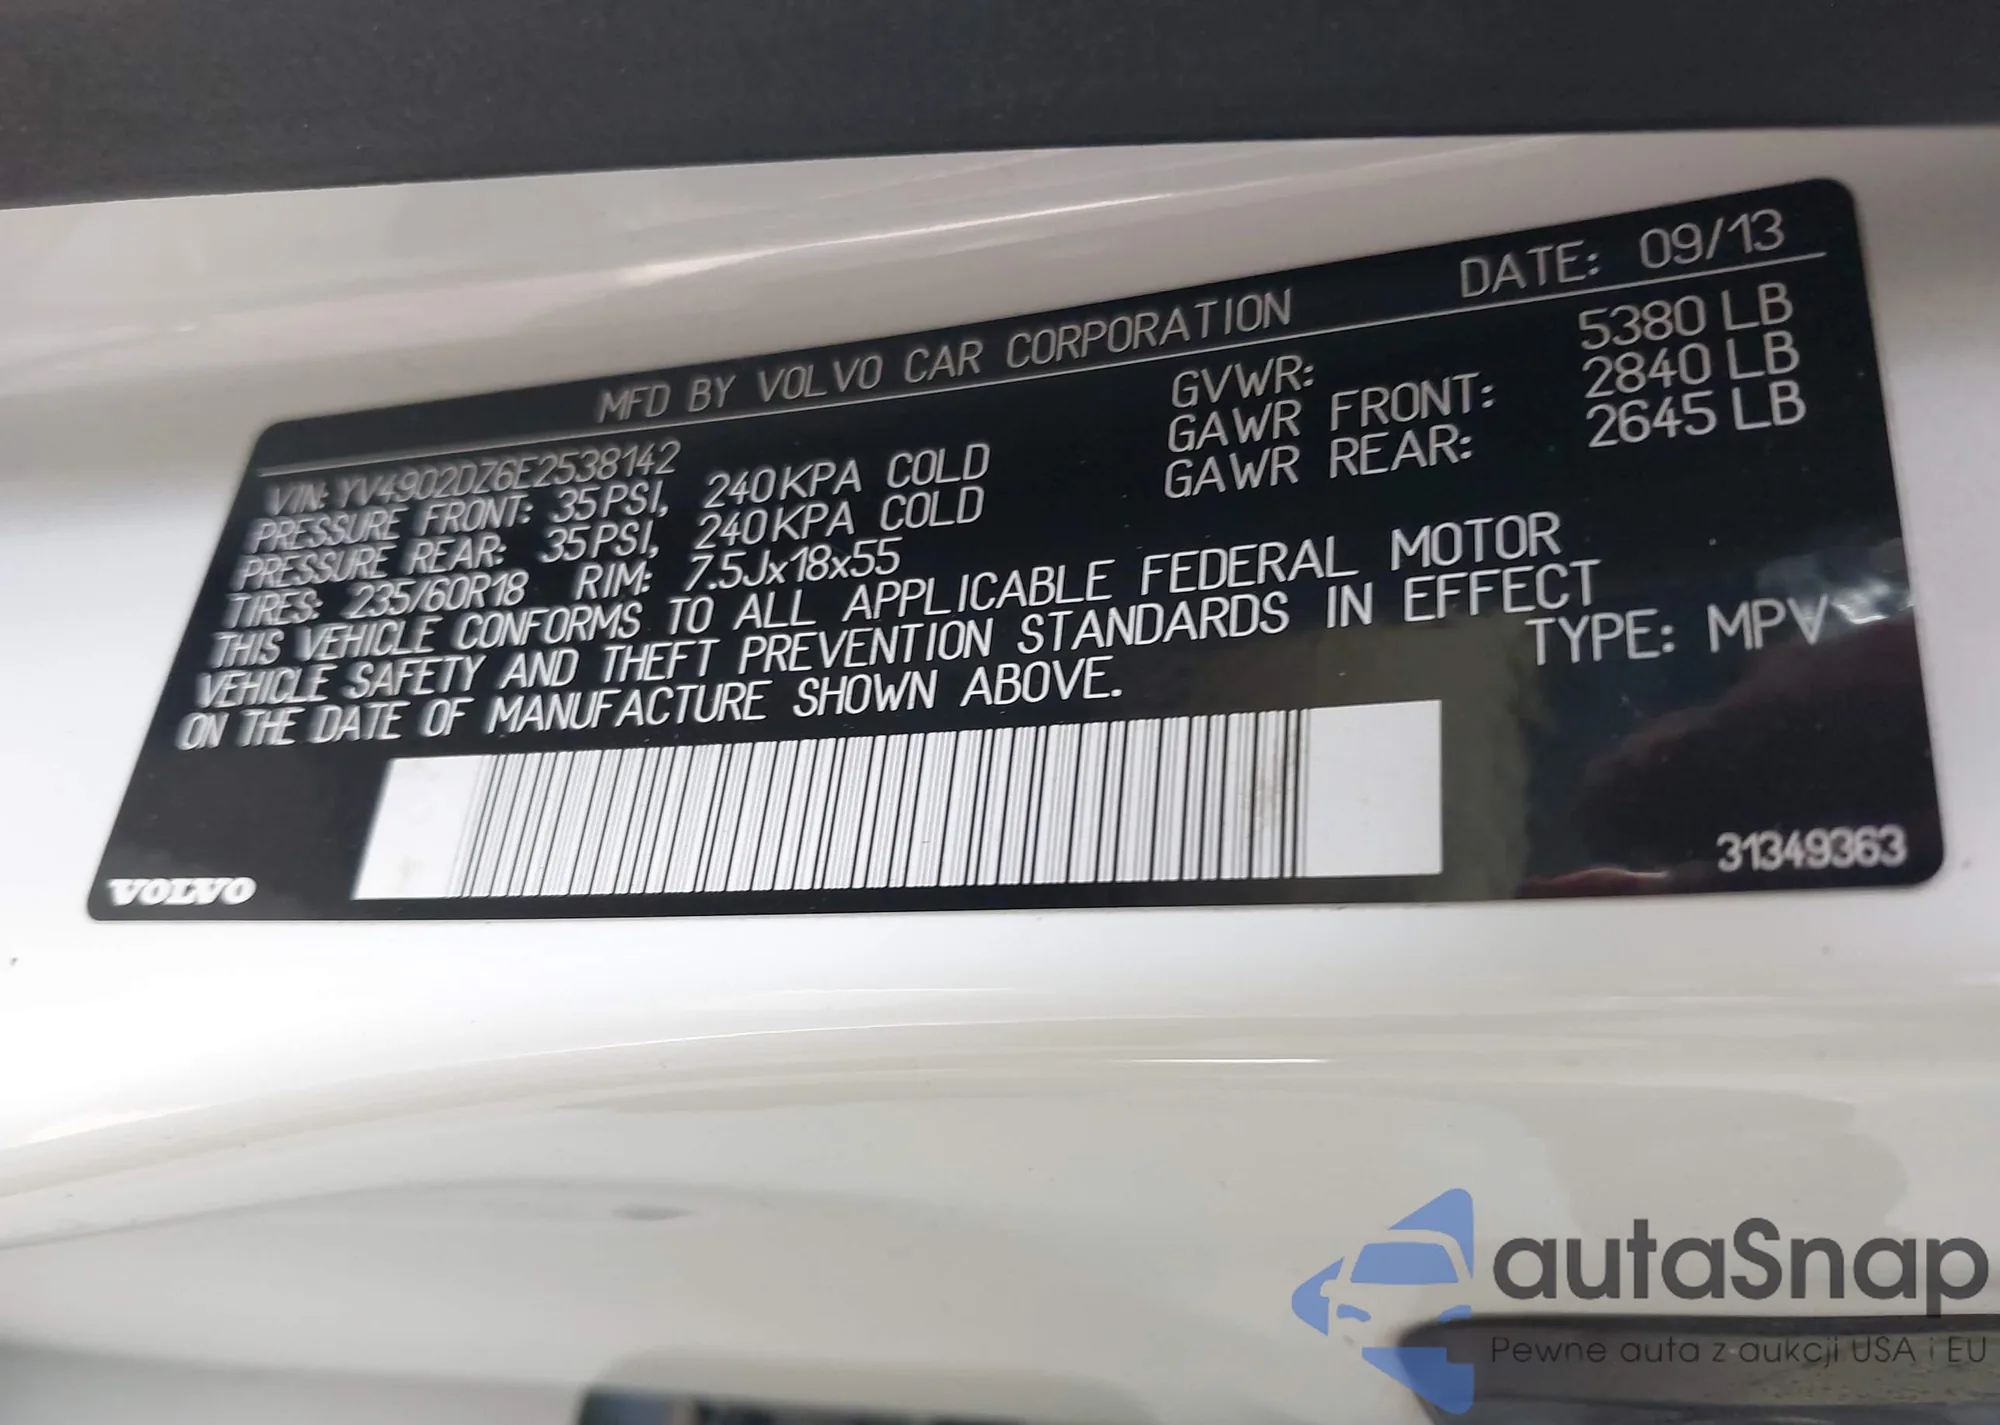 MFD BY VOLVO CAR CORPORATION DATE: 09/13
VIN: YV4902DZ6E2538142 GVWR: 5380 LB
PRESSURE FRONT: 35PSI, 240KPA COLD GAWR FRONT: 2840 LB
PRESSURE REAR: 35PSI, 240KPA COLD GAWR REAR: 2645 LB
TIRES: 235/60R18 RIM: 7.5Jx18x55
THIS VEHICLE CONFORMS TO ALL APPLICABLE FEDERAL MOTOR
VEHICLE SAFETY AND THEFT PREVENTION STANDARDS IN EFFECT
ON THE DATE OF MANUFACTURE SHOWN ABOVE. TYPE: MPV
VOLVO
31349363
autaSnap
Pewne auta z aukcji USA i EU